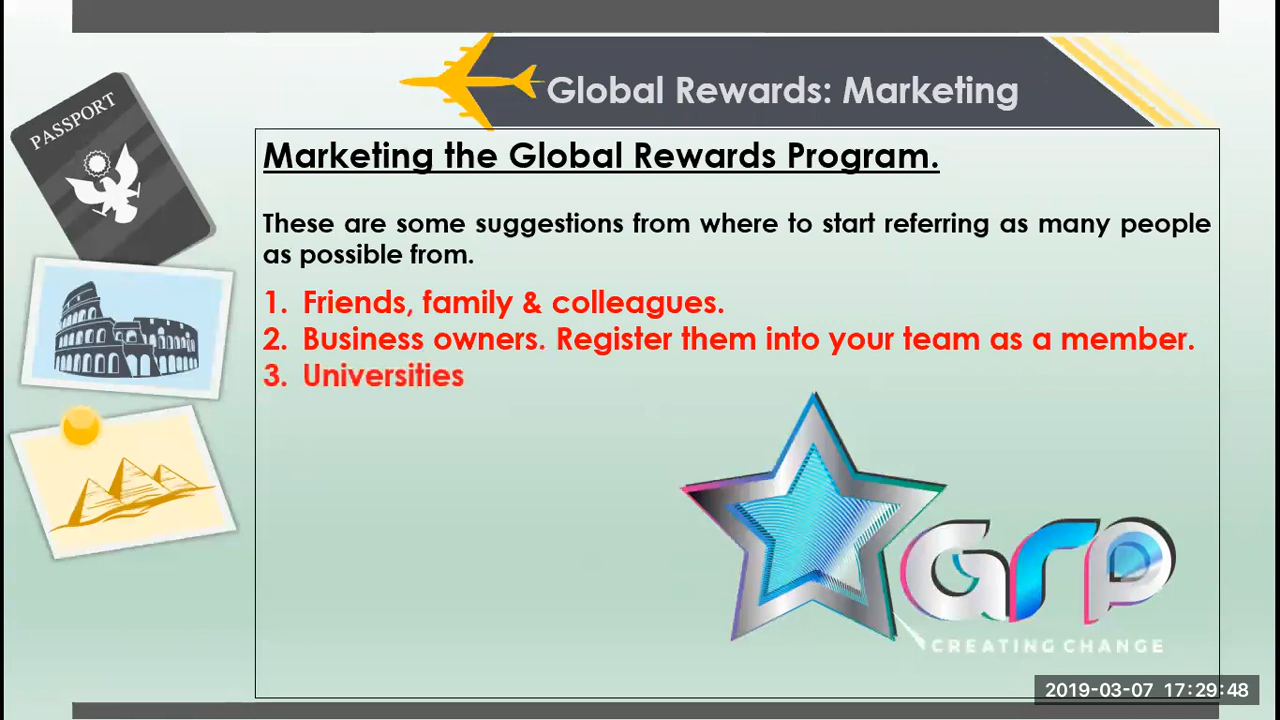 PASSPORT
Global Rewards: Marketing
Marketing the Global Rewards Program.
These are some suggestions from where to start referring as many people
as possible from.
1. Friends, family & colleagues.
2. Business owners. Register them into your team as a member.
3. Universities
GRP
CREATING CHANGE
2019-03-07 17:29:48